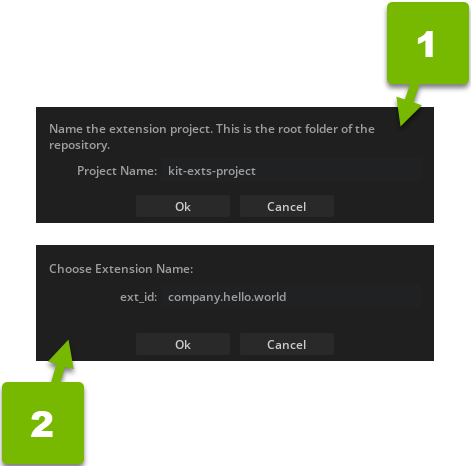 1
Name the extension project. This is the root folder of the
repository.
Project Name: kit-exts-project
Ok Cancel
Choose Extension Name:
ext_id: company.hello.world
Ok Cancel
2